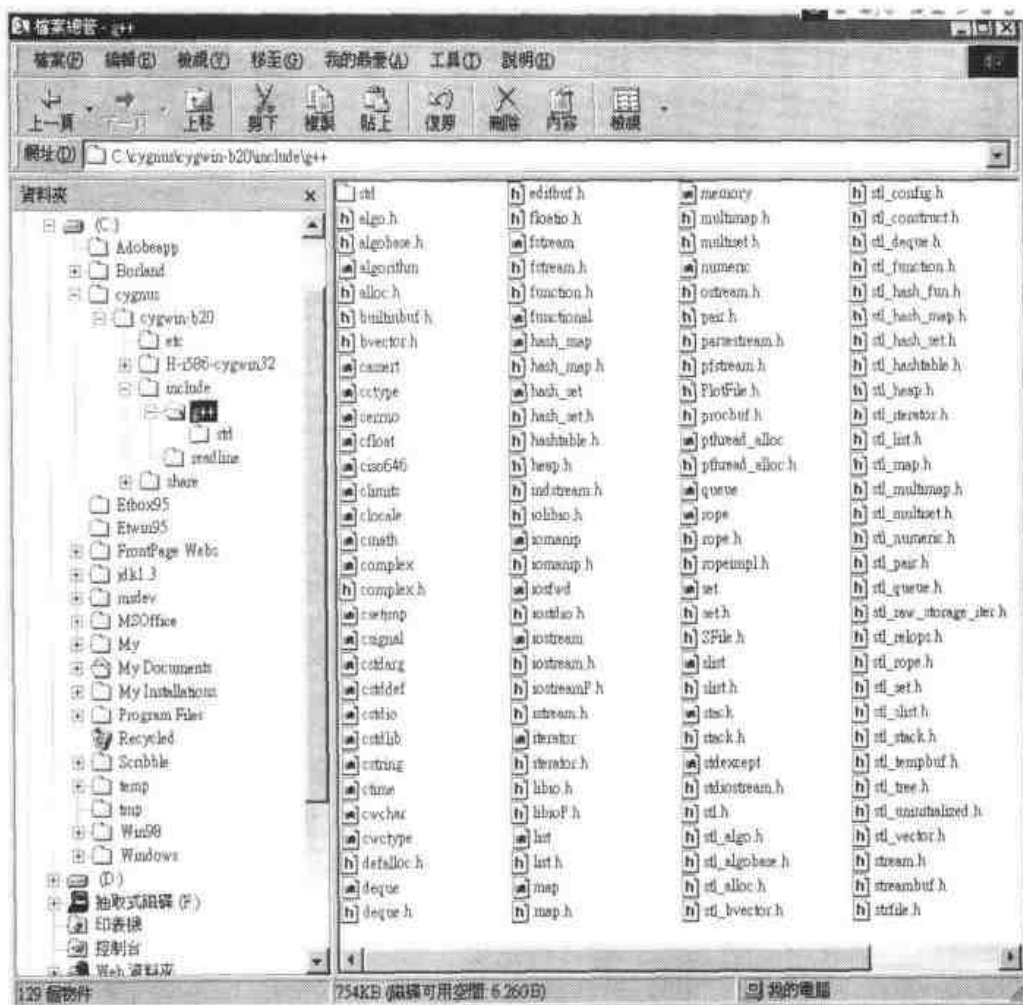 檔案總管 - g++
檔案(F) 編輯(E) 檢視(V) 移至(G) 我的最愛(A) 工具(T) 說明(H)
上一頁 下一頁 上移 剪下 複製 貼上 復原 刪除 內容 檢視
網址(D) C:\cygnus\cygwin-b20\include\g++
資料夾 x
(C:)
Adobeapp
Borland
cygnus
cygwin-b20
etc
H-i586-cygwin32
include
g++
std
readline
share
Etbox95
Etwin95
FrontPage Webs
jdk1.3
msdev
MSOffice
My
My Documents
My Installations
Program Files
Recycled
Scribble
temp
tmp
Win98
Windows
(D:)
抽取式磁碟 (F:)
印表機
控制台
Web 資料夾
std
algo.h
algobase.h
algorithm
alloc.h
builtinbuf.h
bvector.h
cassert
cctype
cerrno
cfloat
ciso646
climits
clocale
cmath
complex
complex.h
csetjmp
csignal
cstdarg
cstddef
cstdio
cstdlib
cstring
ctime
cwchar
cwctype
defalloc.h
deque
deque.h
editbuf.h
floatio.h
fstream
fstream.h
function.h
functional
hash_map
hash_map.h
hash_set
hash_set.h
hashtable.h
heap.h
indstream.h
iolibio.h
iomanip
iomanip.h
iosfwd
iostdio.h
iostream
iostream.h
iostreamP.h
istream.h
iterator
iterator.h
libio.h
libioP.h
list
list.h
map
map.h
memory
multimap.h
multiset.h
numeric
ostream.h
pair.h
parsestream.h
pfstream.h
PlotFile.h
procbuf.h
pthread_alloc
pthread_alloc.h
queue
rope
rope.h
ropeimpl.h
set
set.h
SFile.h
slist
slist.h
stack
stack.h
stdexcept
stdiostream.h
stl.h
stl_algo.h
stl_algobase.h
stl_alloc.h
stl_bvector.h
stl_config.h
stl_construct.h
stl_deque.h
stl_function.h
stl_hash_fun.h
stl_hash_map.h
stl_hash_set.h
stl_hashtable.h
stl_heap.h
stl_iterator.h
stl_list.h
stl_map.h
stl_multimap.h
stl_multiset.h
stl_numeric.h
stl_pair.h
stl_queue.h
stl_raw_storage_iter.h
stl_relops.h
stl_rope.h
stl_set.h
stl_slist.h
stl_stack.h
stl_tempbuf.h
stl_tree.h
stl_uninitialized.h
stl_vector.h
stream.h
streambuf.h
strfile.h
129 個物件 754KB (磁碟可用空間: 6.26GB) 我的電腦